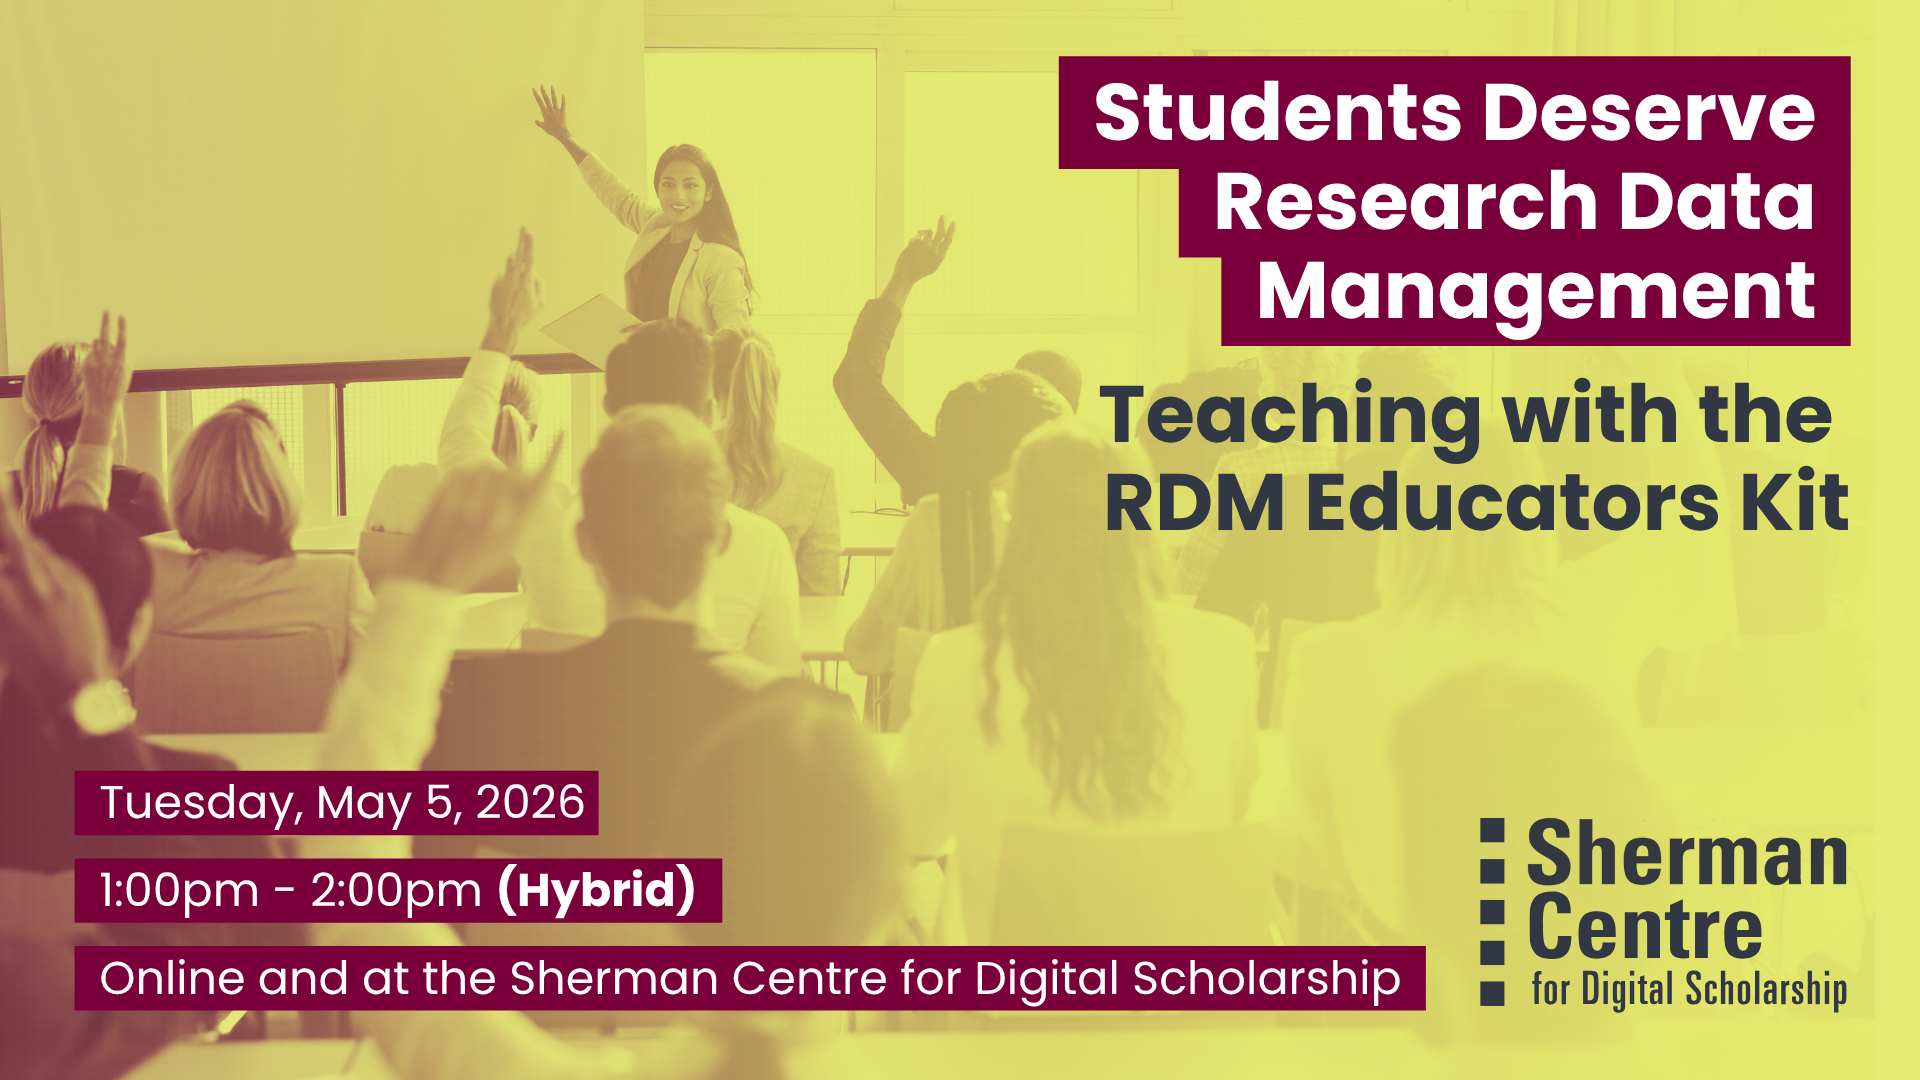 Students Deserve
Research Data
Management
Teaching with the
RDM Educators Kit
Tuesday, May 5, 2026
1:00pm - 2:00pm (Hybrid)
Online and at the Sherman Centre for Digital Scholarship
Sherman
Centre
for Digital Scholarship